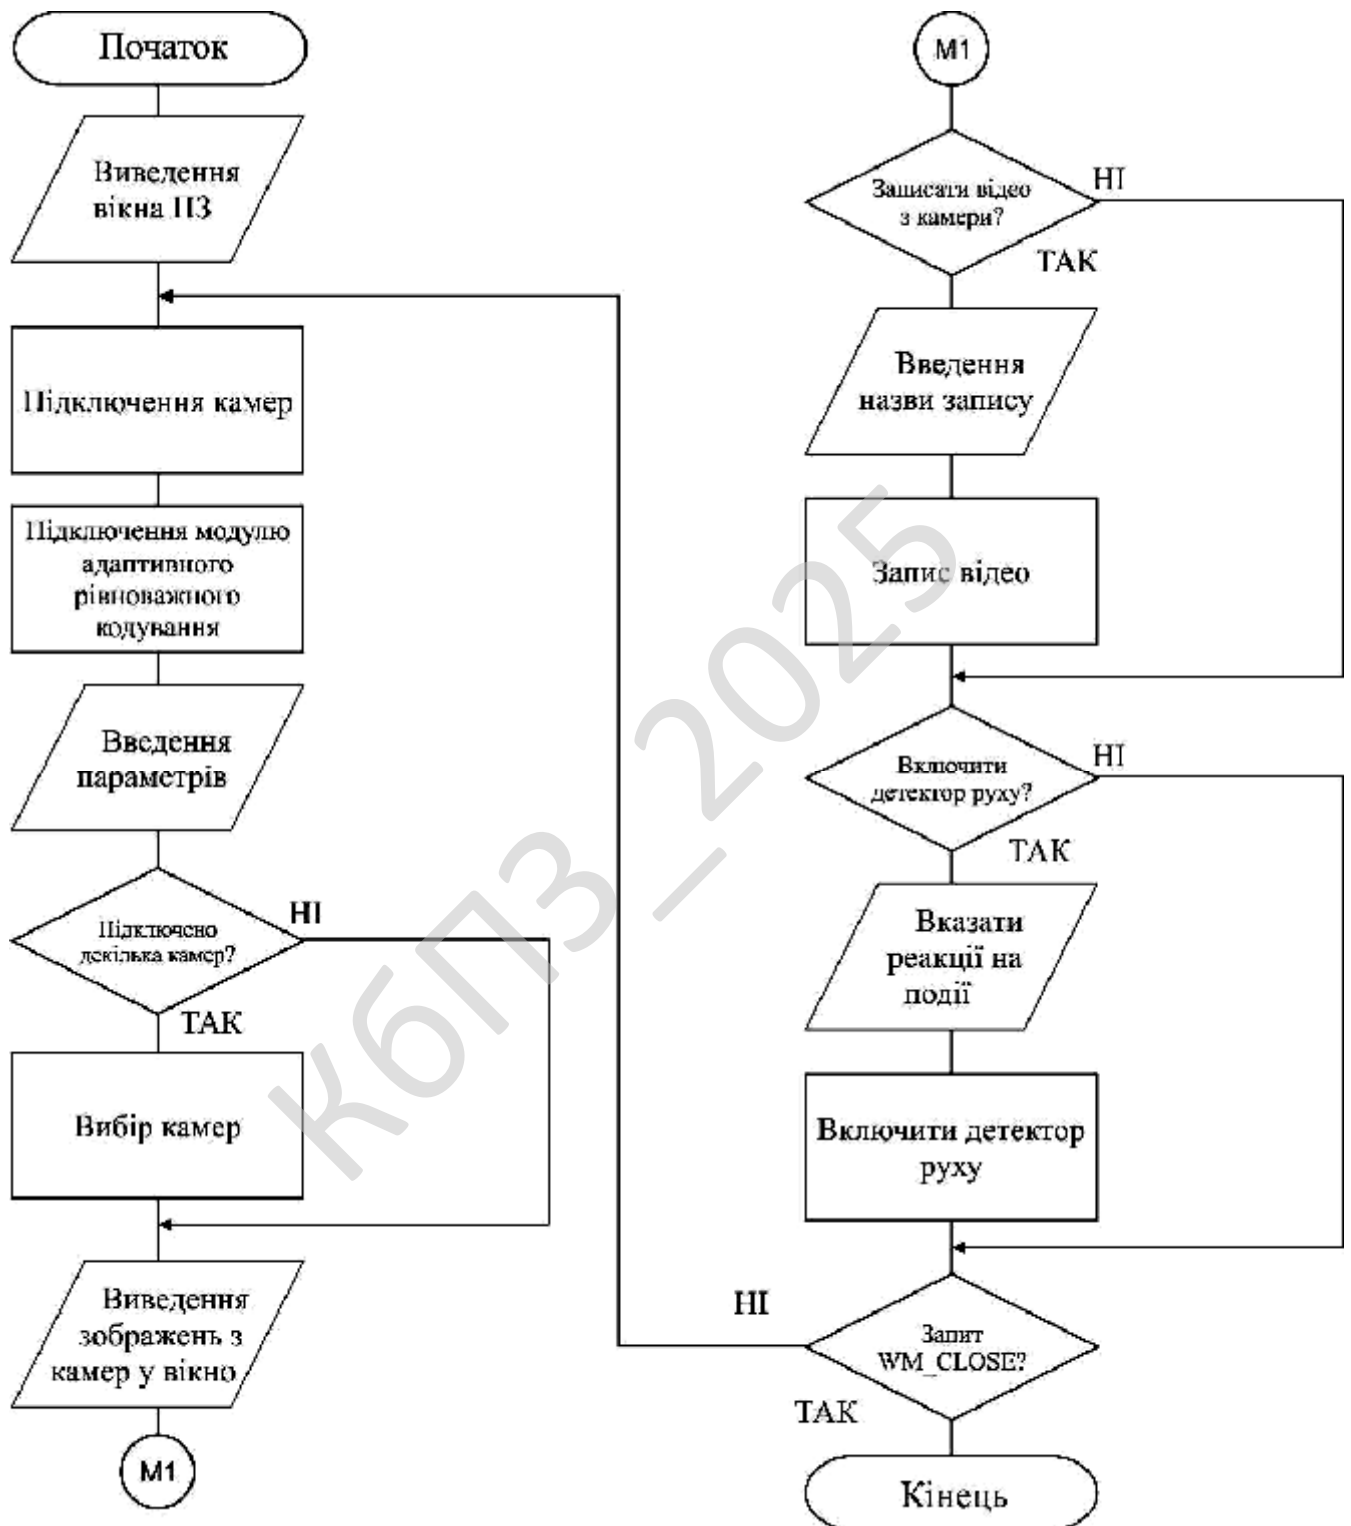 Початок
Виведення
вікна ПЗ
Підключення камер
Підключення модулю
адаптивного
рівноважного
кодування
Введення
параметрів
Підключено
декілька камер?
НІ
ТАК
Вибір камер
Виведення
зображень з
камер у вікно
М1
М1
Записати відео
з камери?
НІ
ТАК
Введення
назви запису
Запис відео
Включити
детектор руху?
НІ
ТАК
Вказати
реакції на
події
Включити детектор
руху
НІ
Запит
WM_CLOSE?
ТАК
Кінець
КбПЗ_2025